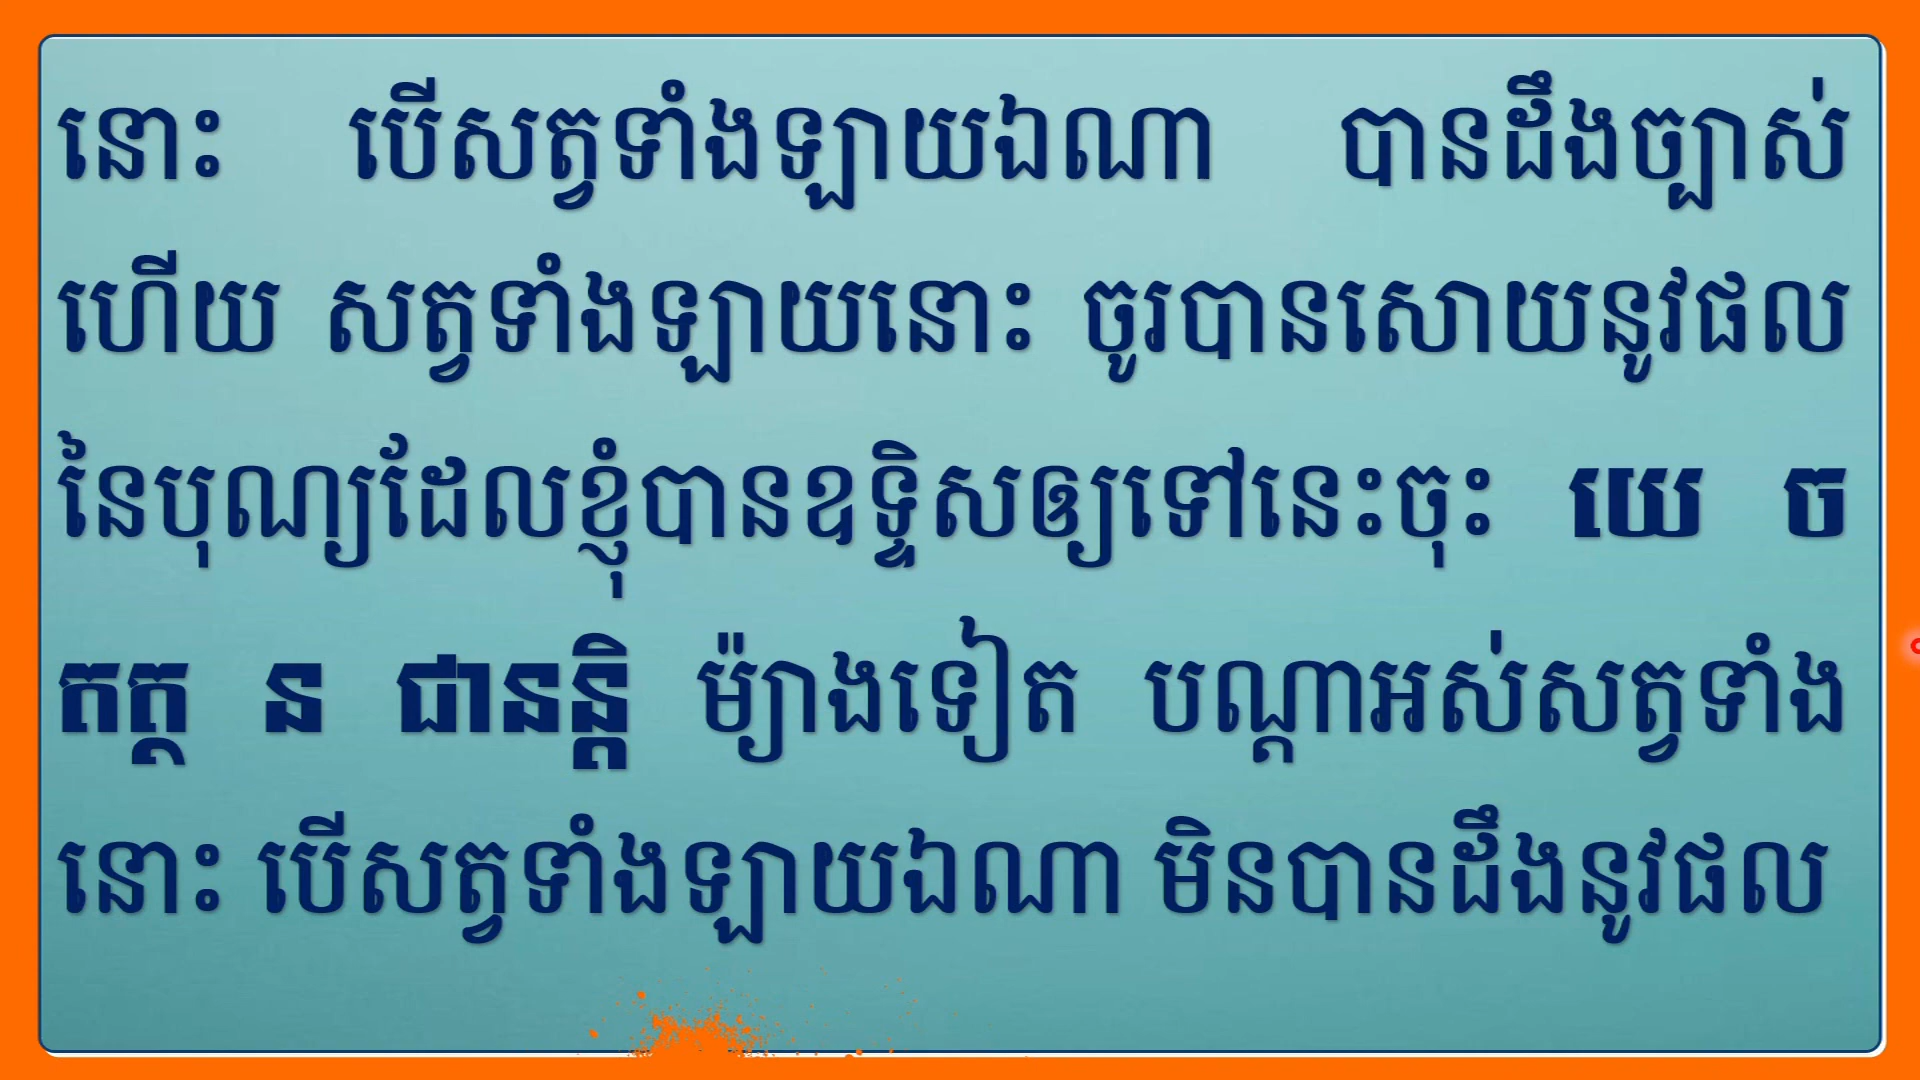 នោះ បើសត្វទាំងឡាយឯណា បានដឹងច្បាស់
ហើយ សត្វទាំងឡាយនោះ ចូរបានសោយនូវផល
នៃបុណ្យដែលខ្ញុំបានឧទ្ទិសឲ្យទៅនេះចុះ យេ ច
តត្ថ ន ជានន្តិ ម៉្យាងទៀត បណ្តាអស់សត្វទាំង
នោះ បើសត្វទាំងឡាយឯណា មិនបានដឹងនូវផល